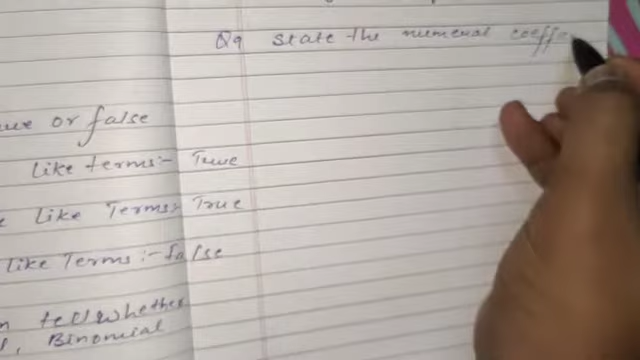 Q9 state the numeral coeffe
ue or false
like terms:- True
like Terms:- True
like Terms:- false
tell whether
, Binomial